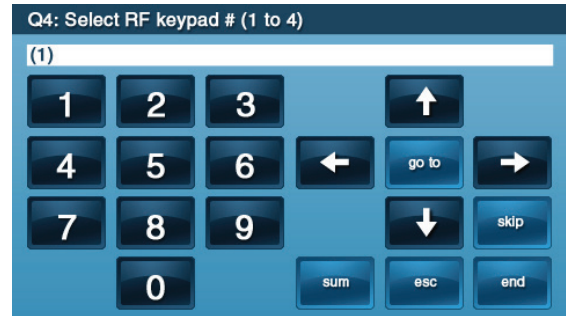 Q4: Select RF keypad # (1 to 4)
(1)
1 2 3
4 5 6 go to
7 8 9 skip
0 sum esc end